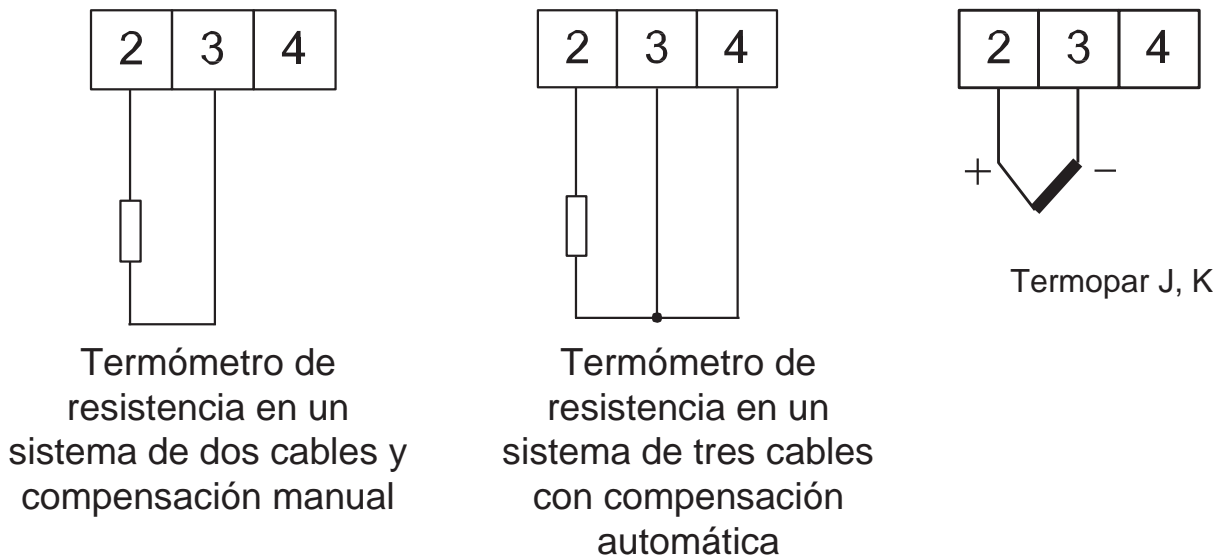 2 3 4
Termómetro de
resistencia en un
sistema de dos cables y
compensación manual
2 3 4
Termómetro de
resistencia en un
sistema de tres cables
con compensación
automática
2 3 4
+ −
Termopar J, K